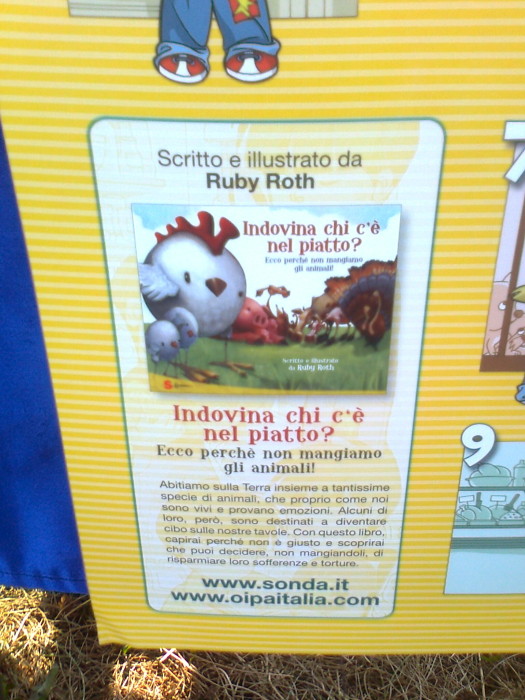 Scritto e illustrato da
Ruby Roth
Indovina chi c'è
nel piatto?
Ecco perchè non mangiamo
gli animali!
Scritto e illustrato
da Ruby Roth
S
Indovina chi c'è
nel piatto?
Ecco perchè non mangiamo
gli animali!
Abitiamo sulla Terra insieme a tantissime
specie di animali, che proprio come noi
sono vivi e provano emozioni. Alcuni di
loro, però, sono destinati a diventare
cibo sulle nostre tavole. Con questo libro,
capirai perché non è giusto e scoprirai
che puoi decidere, non mangiandoli, di
risparmiare loro sofferenze e torture.
www.sonda.it
www.oipaitalia.com
7
9